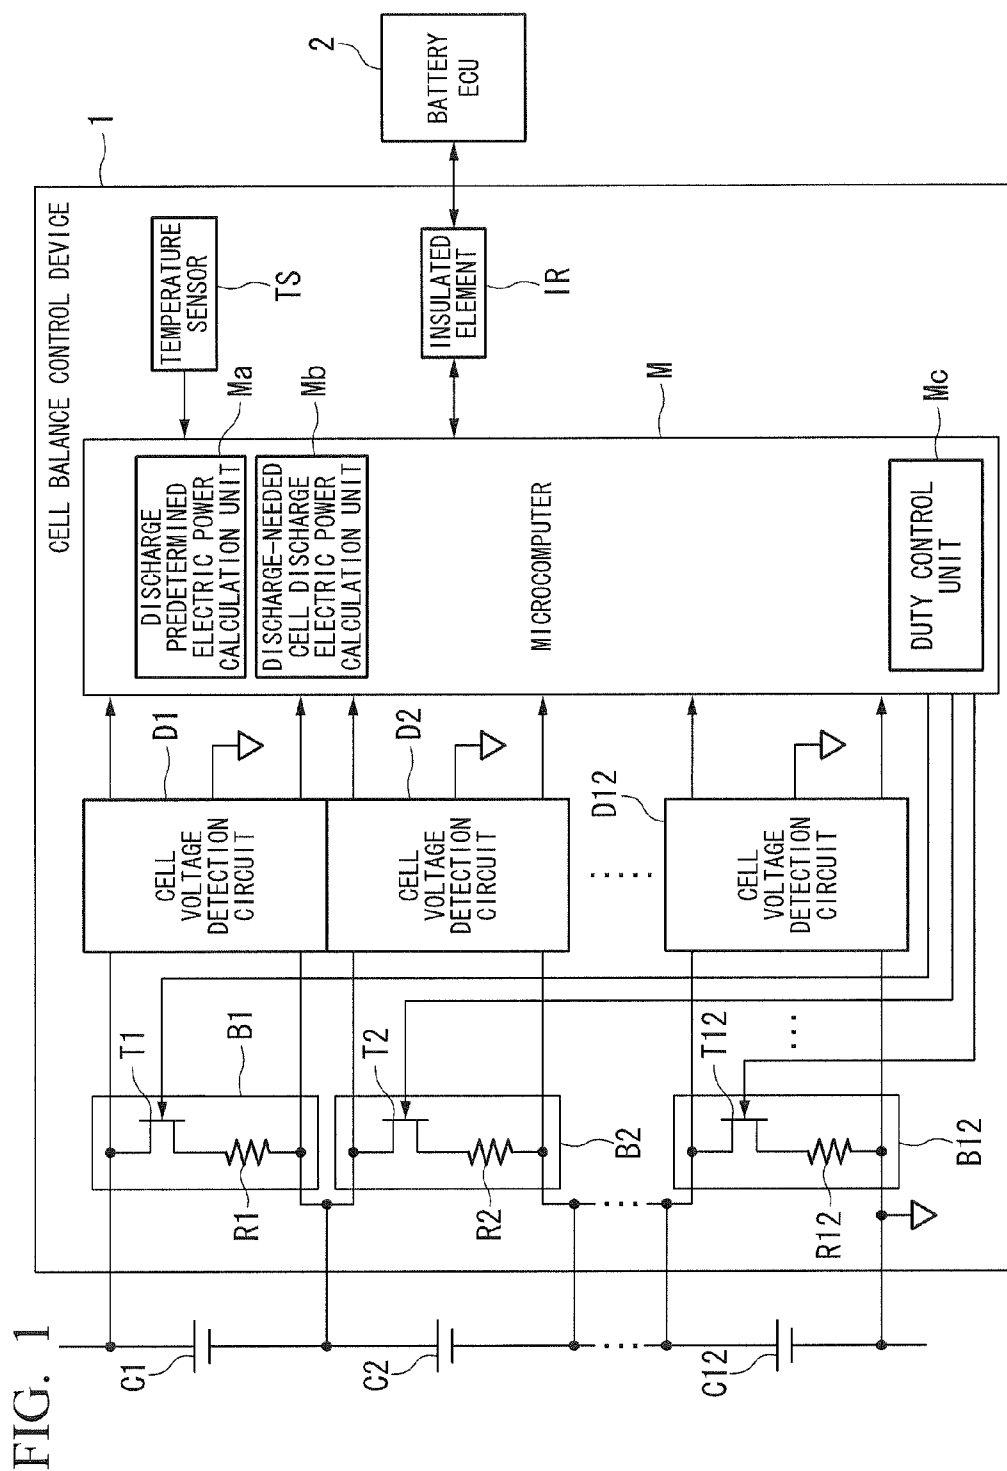 FIG. 1
CELL BALANCE CONTROL DEVICE
1
C1
R1
T1
B1
CELL
VOLTAGE
DETECTION
CIRCUIT
D1
DISCHARGE
PREDETERMINED
ELECTRIC POWER
CALCULATION UNIT
Ma
TEMPERATURE
SENSOR
TS
C2
R2
T2
B2
CELL
VOLTAGE
DETECTION
CIRCUIT
D2
DISCHARGE-NEEDED
CELL DISCHARGE
ELECTRIC POWER
CALCULATION UNIT
Mb
INSULATED
ELEMENT
IR
BATTERY
ECU
2
MICROCOMPUTER
M
C12
R12
T12
B12
CELL
VOLTAGE
DETECTION
CIRCUIT
D12
DUTY CONTROL
UNIT
Mc